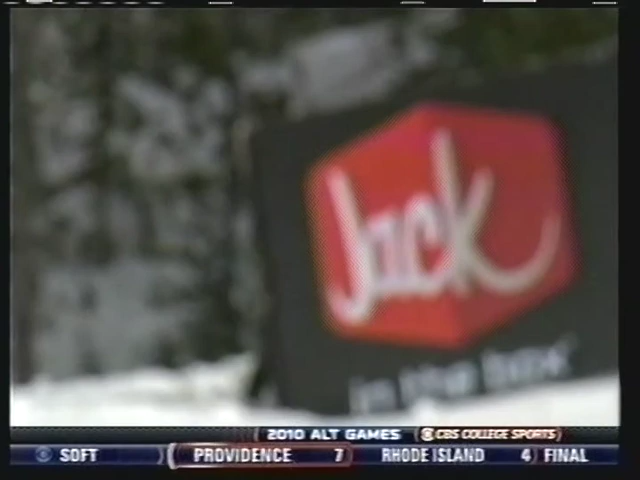 Jack
in the box
2010 ALT GAMES CBS COLLEGE SPORTS
SOFT PROVIDENCE 7 RHODE ISLAND 4 FINAL